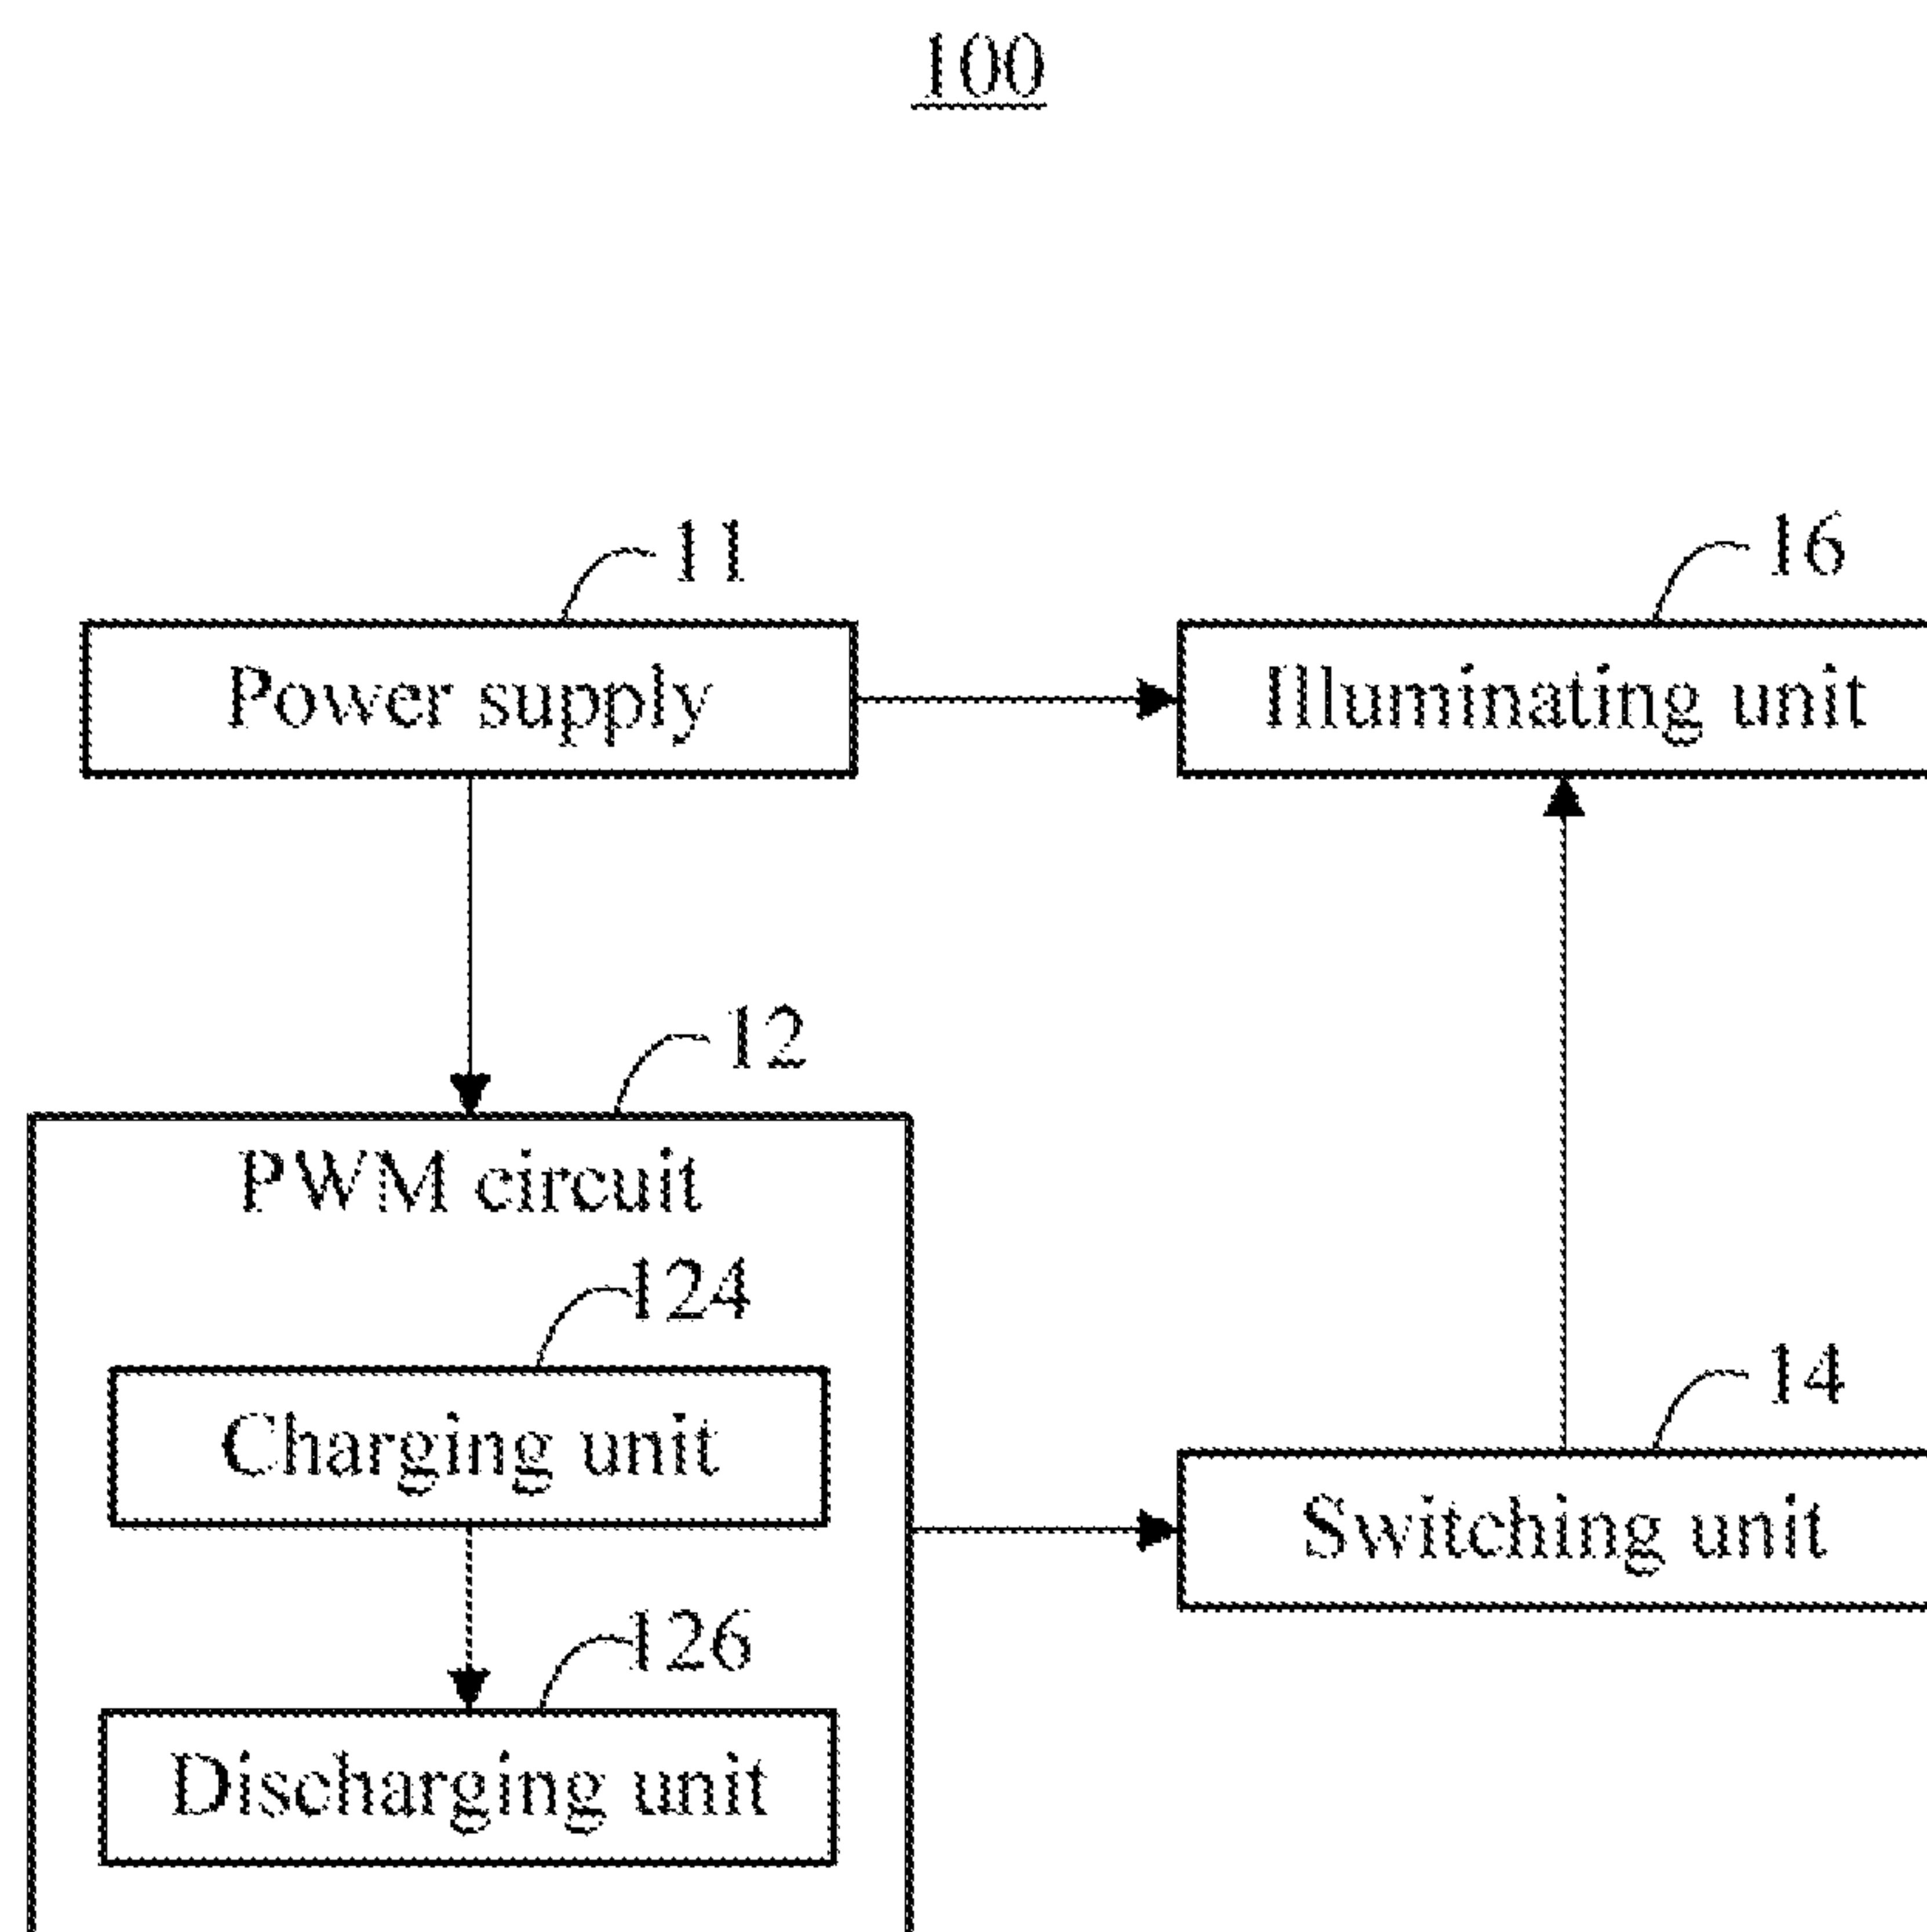 100
11
16
Power supply
Illuminating unit
12
PWM circuit
124
Charging unit
14
Switching unit
126
Discharging unit